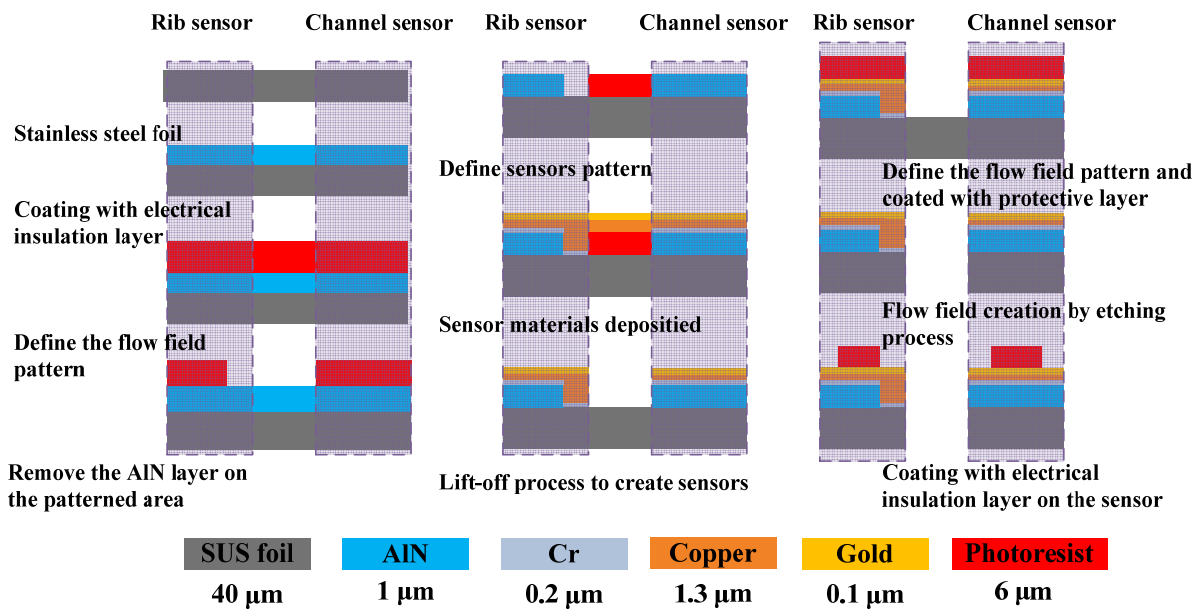 Rib sensor
Channel sensor
Stainless steel foil
Coating with electrical
insulation layer
Define the flow field
pattern
Remove the AlN layer on
the patterned area
Rib sensor
Channel sensor
Define sensors pattern
Sensor materials depositied
Lift-off process to create sensors
Rib sensor
Channel sensor
Define the flow field pattern and
coated with protective layer
Flow field creation by etching
process
Coating with electrical
insulation layer on the sensor
SUS foil
AlN
Cr
Copper
Gold
Photoresist
40 μm
1 μm
0.2 μm
1.3 μm
0.1 μm
6 μm